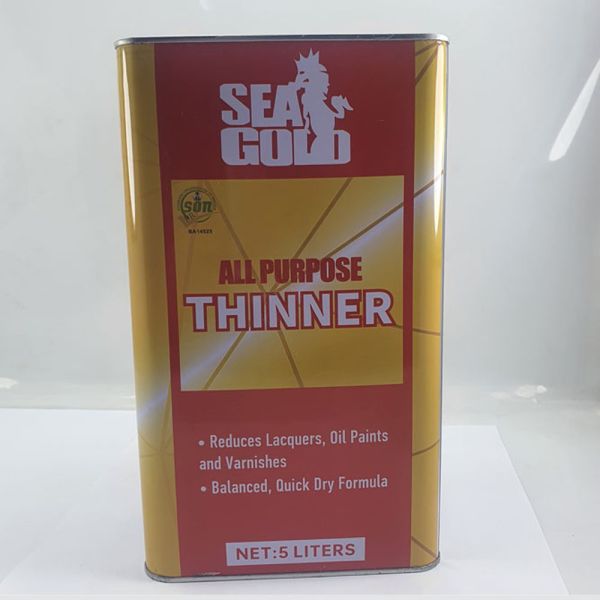 SEA
GOLD
son
ALL PURPOSE
THINNER
• Reduces Lacquers, Oil Paints
and Varnishes
• Balanced, Quick Dry Formula
NET:5 LITERS